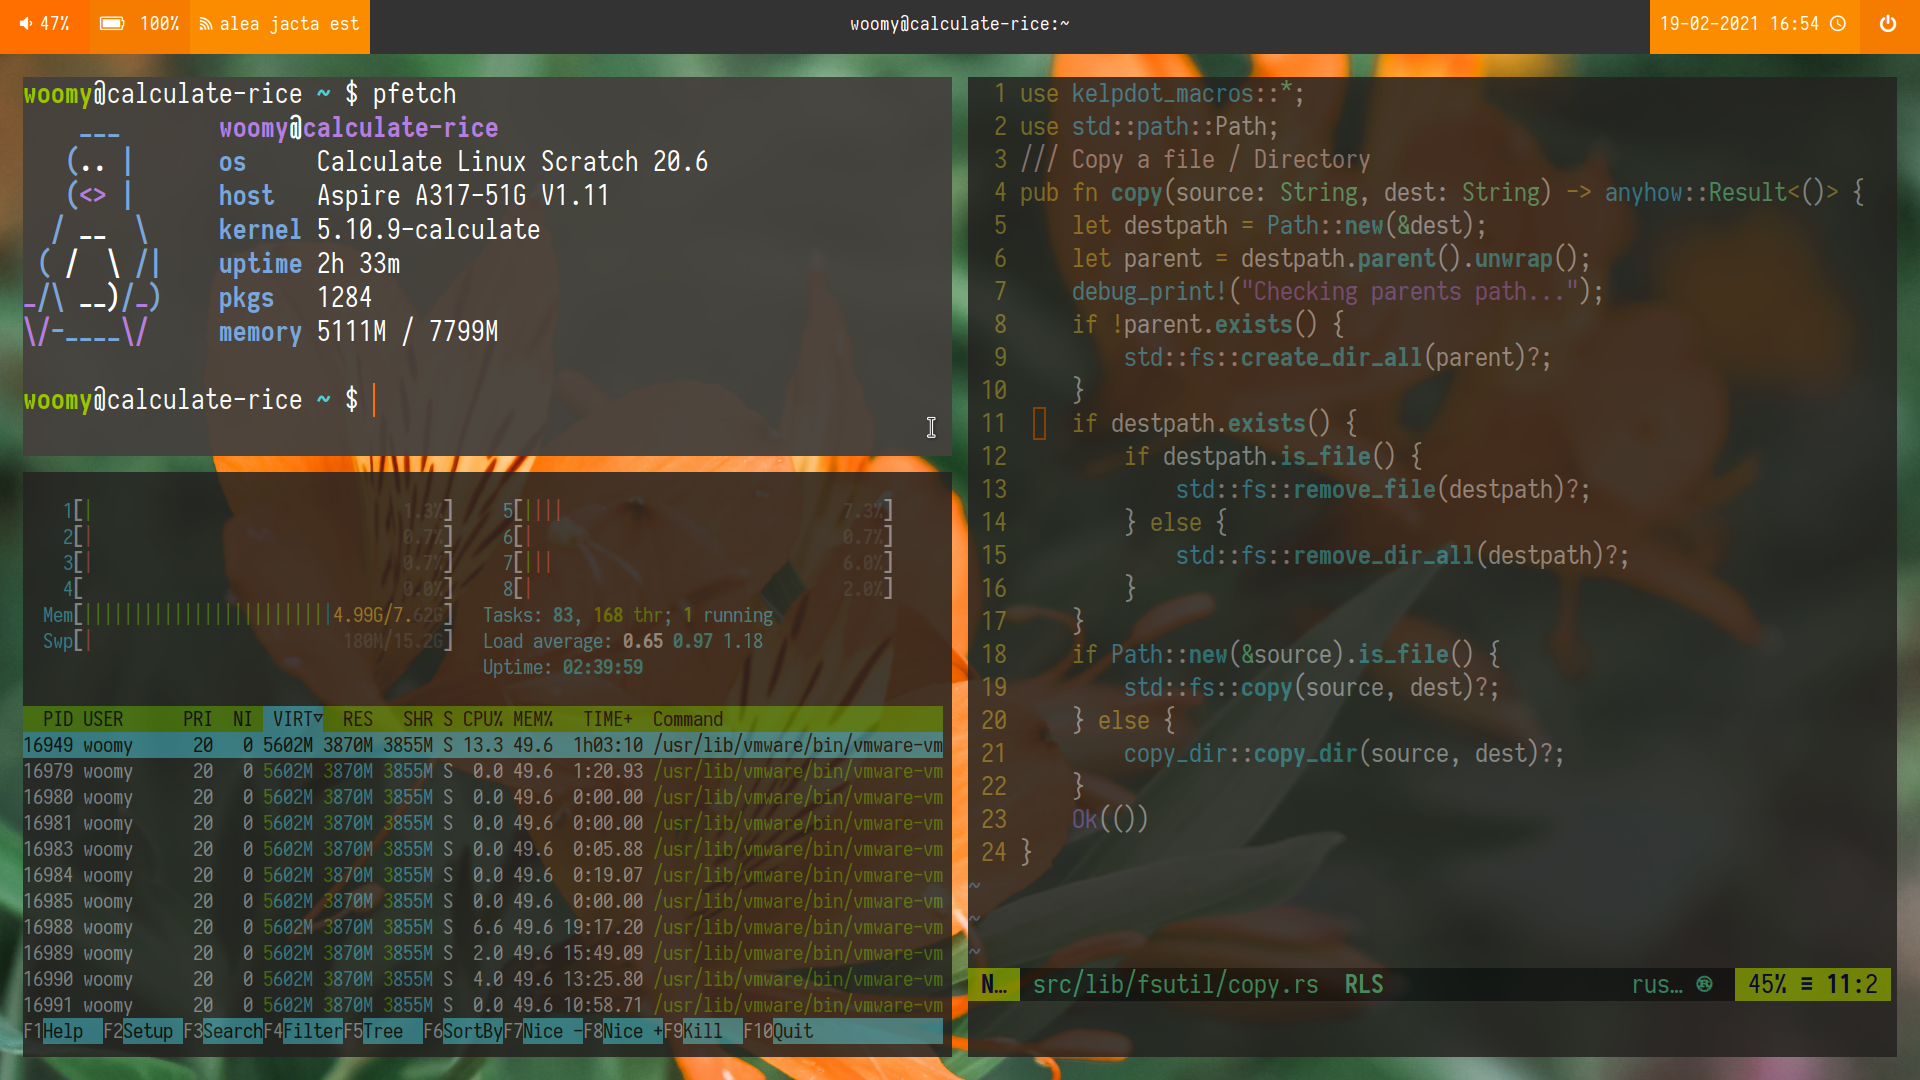 47% 100% alea jacta est
woomy@calculate-rice:~
19-02-2021 16:54
woomy@calculate-rice ~ $ pfetch
woomy@calculate-rice
os Calculate Linux Scratch 20.6
host Aspire A317-51G V1.11
kernel 5.10.9-calculate
uptime 2h 33m
pkgs 1284
memory 5111M / 7799M
woomy@calculate-rice ~ $
1[| 1.3%] 5[|||| 7.3%]
2[| 0.7%] 6[| 0.7%]
3[| 0.7%] 7[||| 6.0%]
4[ 0.0%] 8[| 2.0%]
Mem[|||||||||||||||||||||||||4.99G/7.62G] Tasks: 83, 168 thr; 1 running
Swp[| 180M/15.2G] Load average: 0.65 0.97 1.18
Uptime: 02:39:59
PID USER PRI NI VIRT▽ RES SHR S CPU% MEM% TIME+ Command
16949 woomy 20 0 5602M 3870M 3855M S 13.3 49.6 1h03:10 /usr/lib/vmware/bin/vmware-vm
16979 woomy 20 0 5602M 3870M 3855M S 0.0 49.6 1:20.93 /usr/lib/vmware/bin/vmware-vm
16980 woomy 20 0 5602M 3870M 3855M S 0.0 49.6 0:00.00 /usr/lib/vmware/bin/vmware-vm
16981 woomy 20 0 5602M 3870M 3855M S 0.0 49.6 0:00.00 /usr/lib/vmware/bin/vmware-vm
16983 woomy 20 0 5602M 3870M 3855M S 0.0 49.6 0:05.88 /usr/lib/vmware/bin/vmware-vm
16984 woomy 20 0 5602M 3870M 3855M S 0.0 49.6 0:19.07 /usr/lib/vmware/bin/vmware-vm
16985 woomy 20 0 5602M 3870M 3855M S 0.0 49.6 0:00.00 /usr/lib/vmware/bin/vmware-vm
16988 woomy 20 0 5602M 3870M 3855M S 6.6 49.6 19:17.20 /usr/lib/vmware/bin/vmware-vm
16989 woomy 20 0 5602M 3870M 3855M S 2.0 49.6 15:49.09 /usr/lib/vmware/bin/vmware-vm
16990 woomy 20 0 5602M 3870M 3855M S 4.0 49.6 13:25.80 /usr/lib/vmware/bin/vmware-vm
16991 woomy 20 0 5602M 3870M 3855M S 0.0 49.6 10:58.71 /usr/lib/vmware/bin/vmware-vm
F1Help F2Setup F3SearchF4FilterF5Tree F6SortByF7Nice -F8Nice +F9Kill F10Quit
1 use kelpdot_macros::*;
2 use std::path::Path;
3 /// Copy a file / Directory
4 pub fn copy(source: String, dest: String) -> anyhow::Result<()> {
5 let destpath = Path::new(&dest);
6 let parent = destpath.parent().unwrap();
7 debug_print!("Checking parents path...");
8 if !parent.exists() {
9 std::fs::create_dir_all(parent)?;
10 }
11 if destpath.exists() {
12 if destpath.is_file() {
13 std::fs::remove_file(destpath)?;
14 } else {
15 std::fs::remove_dir_all(destpath)?;
16 }
17 }
18 if Path::new(&source).is_file() {
19 std::fs::copy(source, dest)?;
20 } else {
21 copy_dir::copy_dir(source, dest)?;
22 }
23 Ok(())
24 }
~
~
~
N… src/lib/fsutil/copy.rs RLS rus… 45% ≡ 11:2